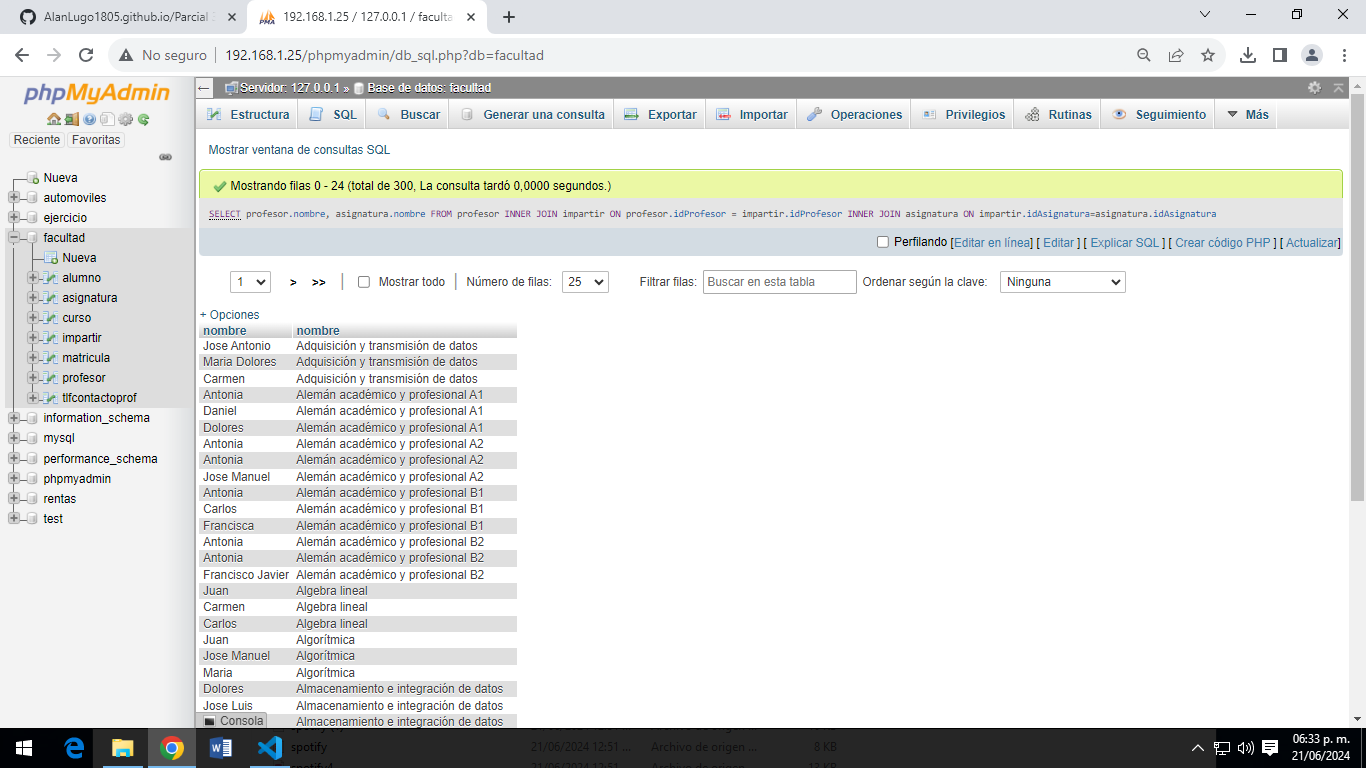 AlanLugo1805.github.io/Parcial
192.168.1.25 / 127.0.0.1 / faculta
No seguro
192.168.1.25/phpmyadmin/db_sql.php?db=facultad
phpMyAdmin
Reciente Favoritas
Nueva
automoviles
ejercicio
facultad
Nueva
alumno
asignatura
curso
impartir
matricula
profesor
tlfcontactoprof
information_schema
mysql
performance_schema
phpmyadmin
rentas
test
Servidor: 127.0.0.1 » Base de datos: facultad
Estructura SQL Buscar Generar una consulta Exportar Importar Operaciones Privilegios Rutinas Seguimiento Más
Mostrar ventana de consultas SQL
Mostrando filas 0 - 24 (total de 300, La consulta tardó 0,0000 segundos.)
SELECT profesor.nombre, asignatura.nombre FROM profesor INNER JOIN impartir ON profesor.idProfesor = impartir.idProfesor INNER JOIN asignatura ON impartir.idAsignatura=asignatura.idAsignatura
Perfilando [Editar en línea] [ Editar ] [ Explicar SQL ] [ Crear código PHP ] [ Actualizar]
1 > >> Mostrar todo Número de filas: 25 Filtrar filas: Buscar en esta tabla Ordenar según la clave: Ninguna
+ Opciones
nombre nombre
Jose Antonio Adquisición y transmisión de datos
Maria Dolores Adquisición y transmisión de datos
Carmen Adquisición y transmisión de datos
Antonia Alemán académico y profesional A1
Daniel Alemán académico y profesional A1
Dolores Alemán académico y profesional A1
Antonia Alemán académico y profesional A2
Antonia Alemán académico y profesional A2
Jose Manuel Alemán académico y profesional A2
Antonia Alemán académico y profesional B1
Carlos Alemán académico y profesional B1
Francisca Alemán académico y profesional B1
Antonia Alemán académico y profesional B2
Antonia Alemán académico y profesional B2
Francisco Javier Alemán académico y profesional B2
Juan Algebra lineal
Carmen Algebra lineal
Carlos Algebra lineal
Juan Algorítmica
Jose Manuel Algorítmica
Maria Algorítmica
Dolores Almacenamiento e integración de datos
Jose Luis Almacenamiento e integración de datos
Consola Almacenamiento e integración de datos
spotify 21/06/2024 12:51 ... Archivo de origen ... 8 KB
06:33 p. m.
21/06/2024